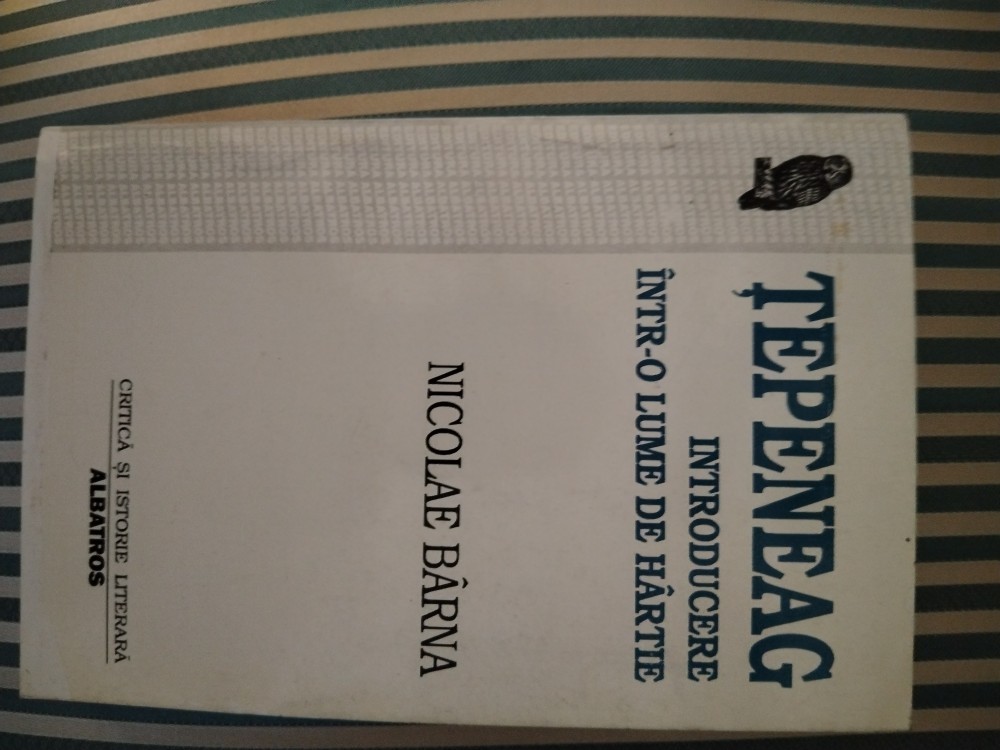 ȚEPENEAG
INTRODUCERE
ÎNTR-O LUME DE HÂRTIE
NICOLAE BÂRNA
CRITICĂ ȘI ISTORIE LITERARĂ
ALBATROS